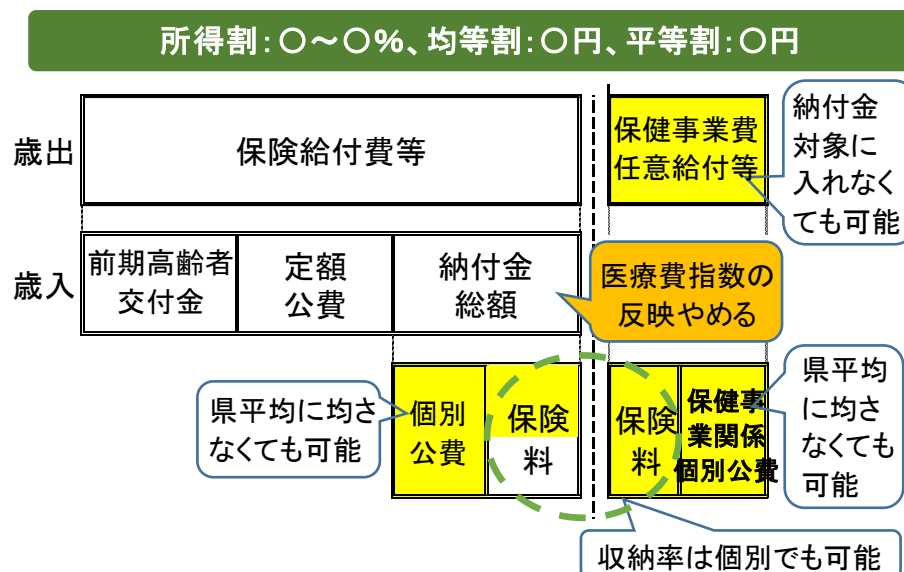 所得割：○～○%、均等割：○円、平等割：○円
歳出
保険給付費等
保健事業費
任意給付等
納付金
対象に
入れなく
ても可能
歳入
前期高齢者
交付金
定額
公費
納付金
総額
医療費指数の
反映やめる
県平均に均さ
なくても可能
個別
公費
保険
料
保険
料
保健事
業関係
個別公費
県平均
に均さ
なくても
可能
収納率は個別でも可能